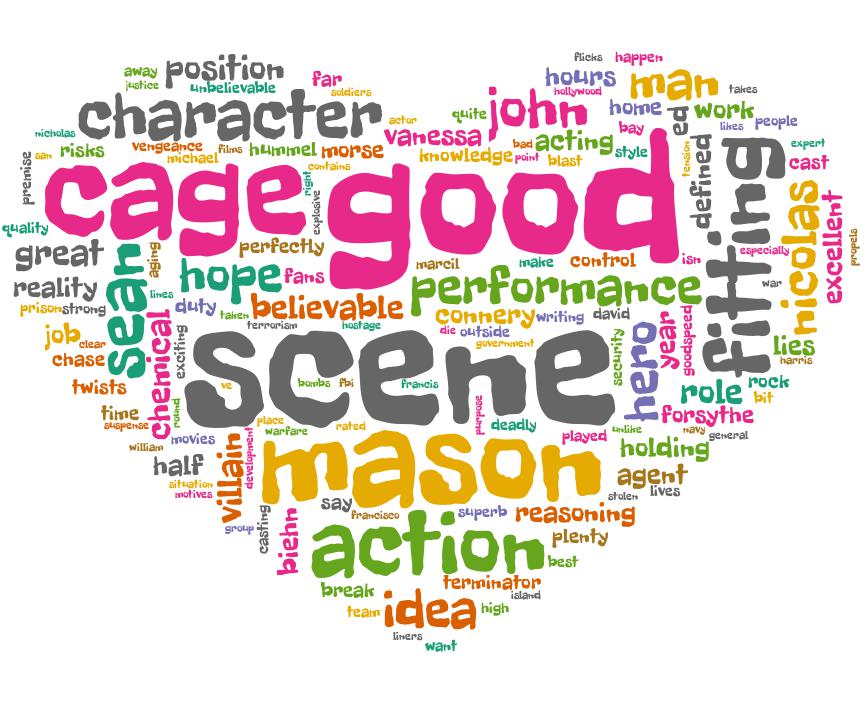 flicks
happen
away
position
far
hours
man
takes
justice
unbelievable
soldiers
hollywood
character
actor
quite
john
home
ed
work
likes
people
nicholas
vanessa
bad
acting
bay
style
tension
defined
fitting
expert
premise
san
risks
vengeance
films
hummel
morse
michael
contains
knowledge
point
blast
cast
cage
right
explosive
good
nicolas
excellent
propels
quality
great
sean
aging
perfectly
marcil
make
control
isn
especially
war
reality
hope
fans
performance
prison
strong
lines
duty
taken
believable
connery
writing
david
terrorism
hostage
die
outside
government
job
clear
chemical
exciting
scene
security
hero
year
goodspeed
lies
harris
chase
twists
ve
bombs
fbi
francis
role
rock
bit
time
suspense
round
place
warfare
rated
purpose
deadly
unlike
forsythe
navy
general
william
movies
villain
development
mason
played
holding
half
situation
motives
agent
stolen
lives
say
francisco
superb
reasoning
group
casting
biehn
action
plenty
best
break
terminator
island
team
idea
high
liners
want